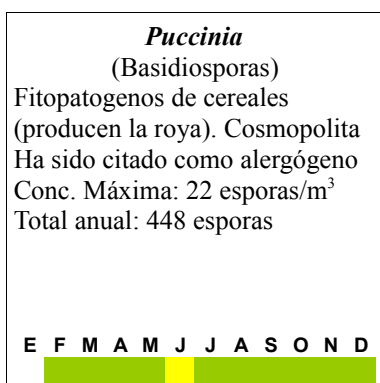 Puccinia
(Basidiosporas)
Fitopatogenos de cereales
(producen la roya). Cosmopolita
Ha sido citado como alergógeno
Conc. Máxima: 22 esporas/m³
Total anual: 448 esporas
E F M A M J J A S O N D